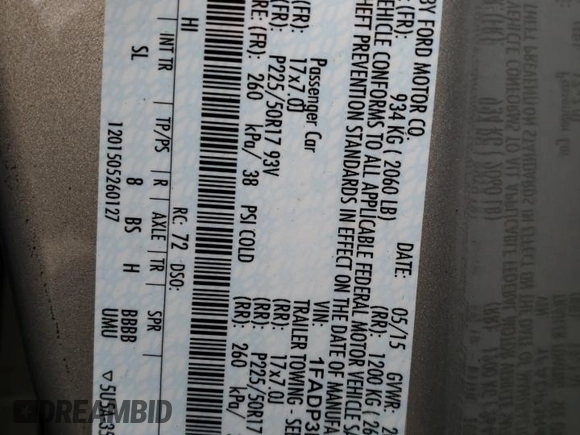 BY FORD MOTOR CO.
DATE: 05/15 GVWR: 2
(FR): 934 KG ( 2060 LB) (RR): 1200 KG ( 26
VEHICLE CONFORMS TO ALL APPLICABLE FEDERAL MOTOR VEHICLE SA
THEFT PREVENTION STANDARDS IN EFFECT ON THE DATE OF MANUFA
VIN: 1FADP3
Passenger Car TRAILER TOWING - SE
(FR): 17x7.0J (RR): 17x7.0J
(FR): P225/50R17 93V (RR): P225/50R17
(FR): 260 kPa/ 38 PSI COLD (RR): 260
HI RC: 72 DSO:
INT TR TP/PS R AXLE TR SPR
SL 8 BS H BBBB
1201505260127 UMU
DREAMBID